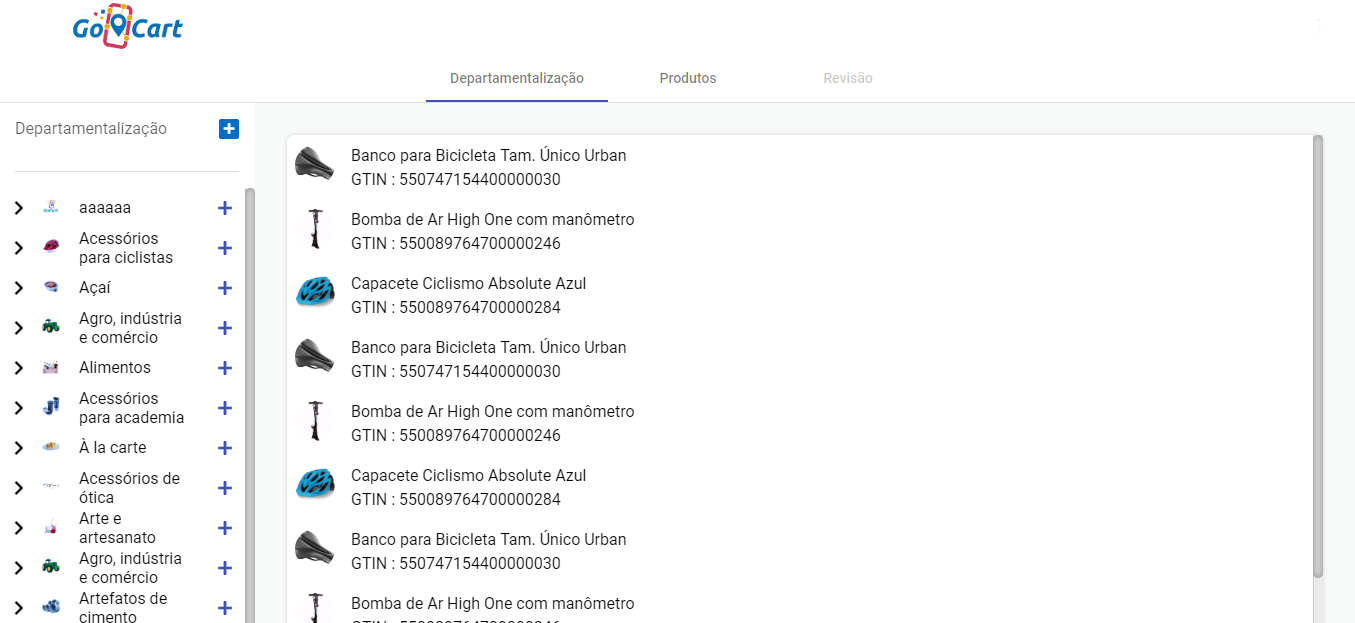 Go Cart
Departamentalização
Produtos
Revisão
Departamentalização
aaaaaa
Acessórios
para ciclistas
Açaí
Agro, indústria
e comércio
Alimentos
Acessórios
para academia
À la carte
Acessórios de
ótica
Arte e
artesanato
Agro, indústria
e comércio
Artefatos de
cimento
Banco para Bicicleta Tam. Único Urban
GTIN : 550747154400000030
Bomba de Ar High One com manômetro
GTIN : 550089764700000246
Capacete Ciclismo Absolute Azul
GTIN : 550089764700000284
Banco para Bicicleta Tam. Único Urban
GTIN : 550747154400000030
Bomba de Ar High One com manômetro
GTIN : 550089764700000246
Capacete Ciclismo Absolute Azul
GTIN : 550089764700000284
Banco para Bicicleta Tam. Único Urban
GTIN : 550747154400000030
Bomba de Ar High One com manômetro